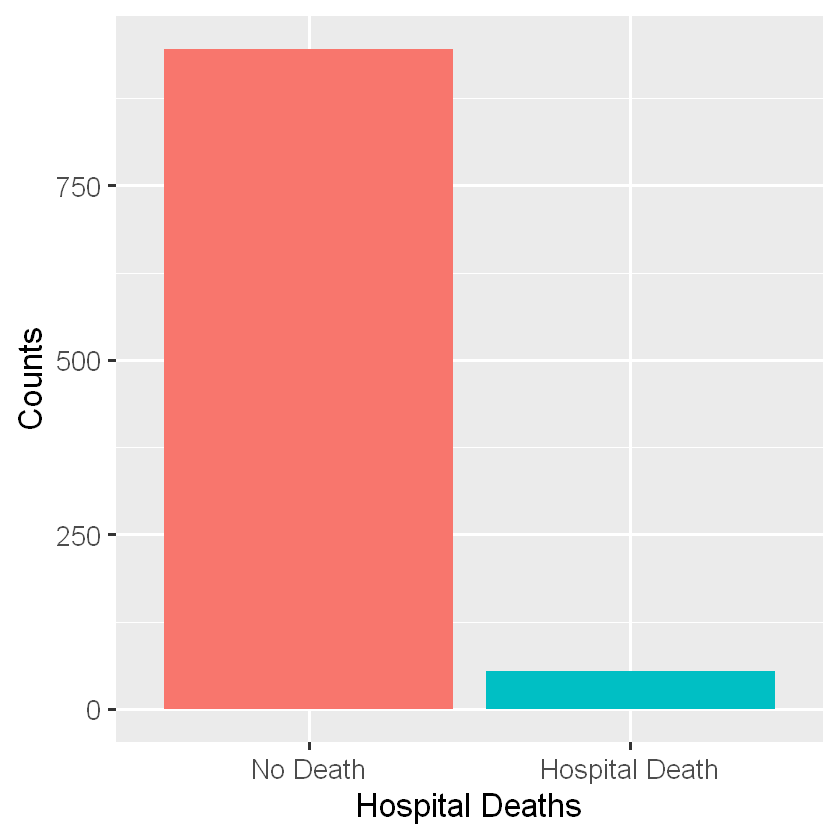 Counts
750
500
250
0
No Death
Hospital Death
Hospital Deaths